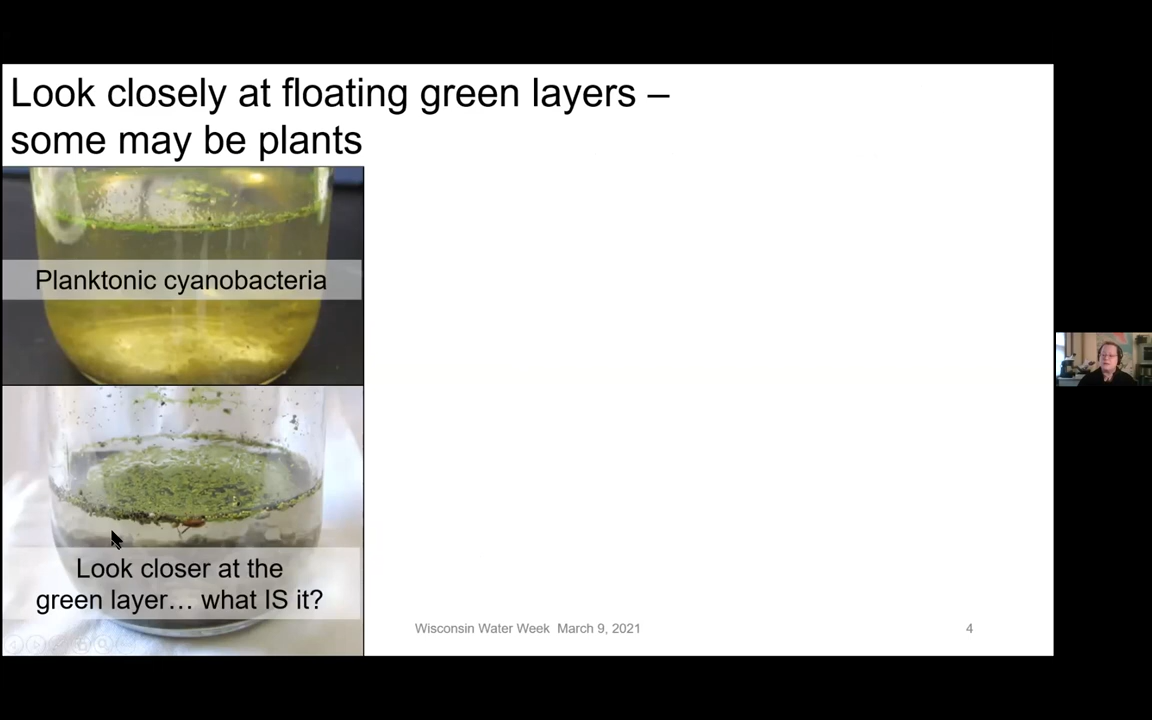 Look closely at floating green layers –
some may be plants
Planktonic cyanobacteria
Look closer at the
green layer… what IS it?
Wisconsin Water Week  March 9, 2021
4